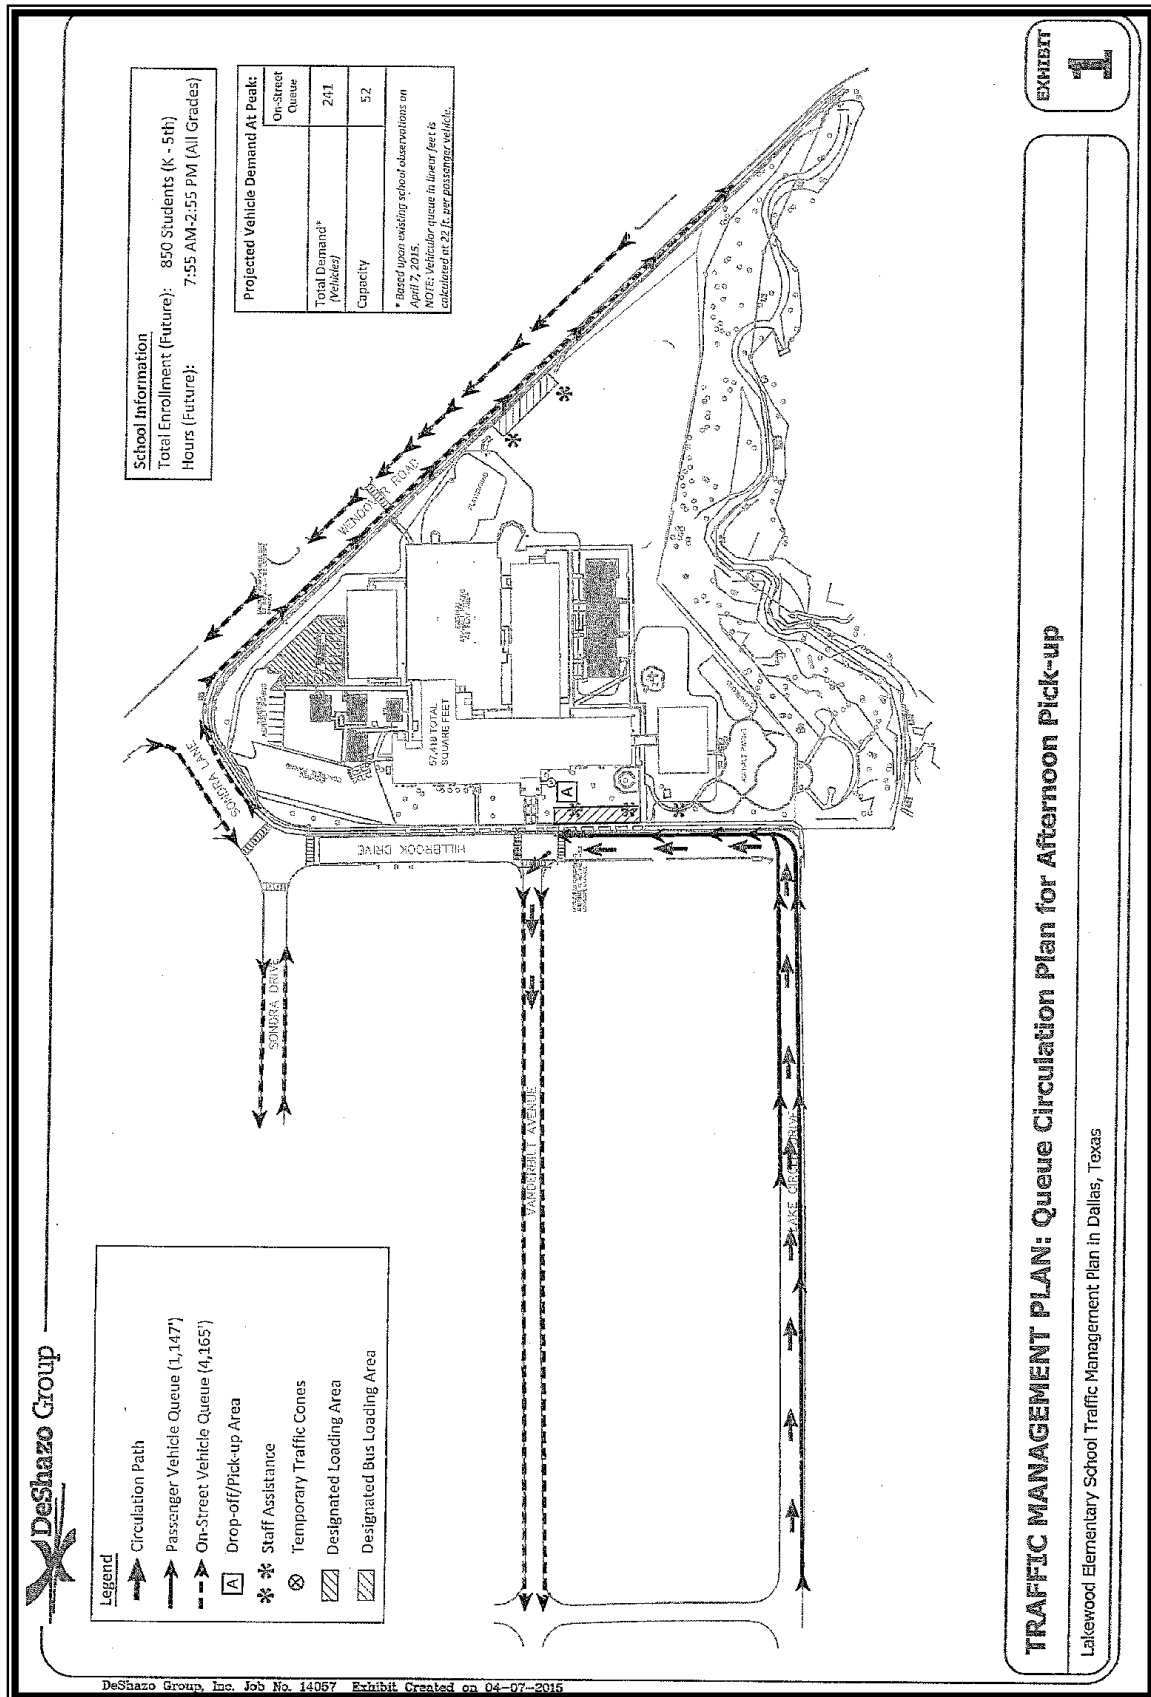 DeShazo Group
Legend
Circulation Path
Passenger Vehicle Queue (1,147')
On-Street Vehicle Queue (4,165')
A Drop-off/Pick-up Area
Staff Assistance
Temporary Traffic Cones
Designated Loading Area
Designated Bus Loading Area
School Information
Total Enrollment (Future): 850 Students (K - 5th)
Hours (Future): 7:55 AM-2:55 PM (All Grades)
Projected Vehicle Demand At Peak:
On-Street
Queue
Total Demand*
(Vehicles)
241
Capacity
52
* Based upon existing school observations on
April 7, 2015.
NOTE: Vehicular queue in linear feet is
calculated at 22 ft. per passenger vehicle.
SONDRA LANE
SONDRA DRIVE
WENDOVER ROAD
HILLBROOK DRIVE
VANDERBILT AVENUE
LAKE CIRCLE DRIVE
PLAYGROUND
57,418 TOTAL
SQUARE FEET
A
ASPHALT PAVING
TRAFFIC MANAGEMENT PLAN: Queue Circulation Plan for Afternoon Pick-up
Lakewood Elementary School Traffic Management Plan in Dallas, Texas
EXHIBIT
1
DeShazo Group, Inc. Job No. 14057 Exhibit Created on 04-07-2015